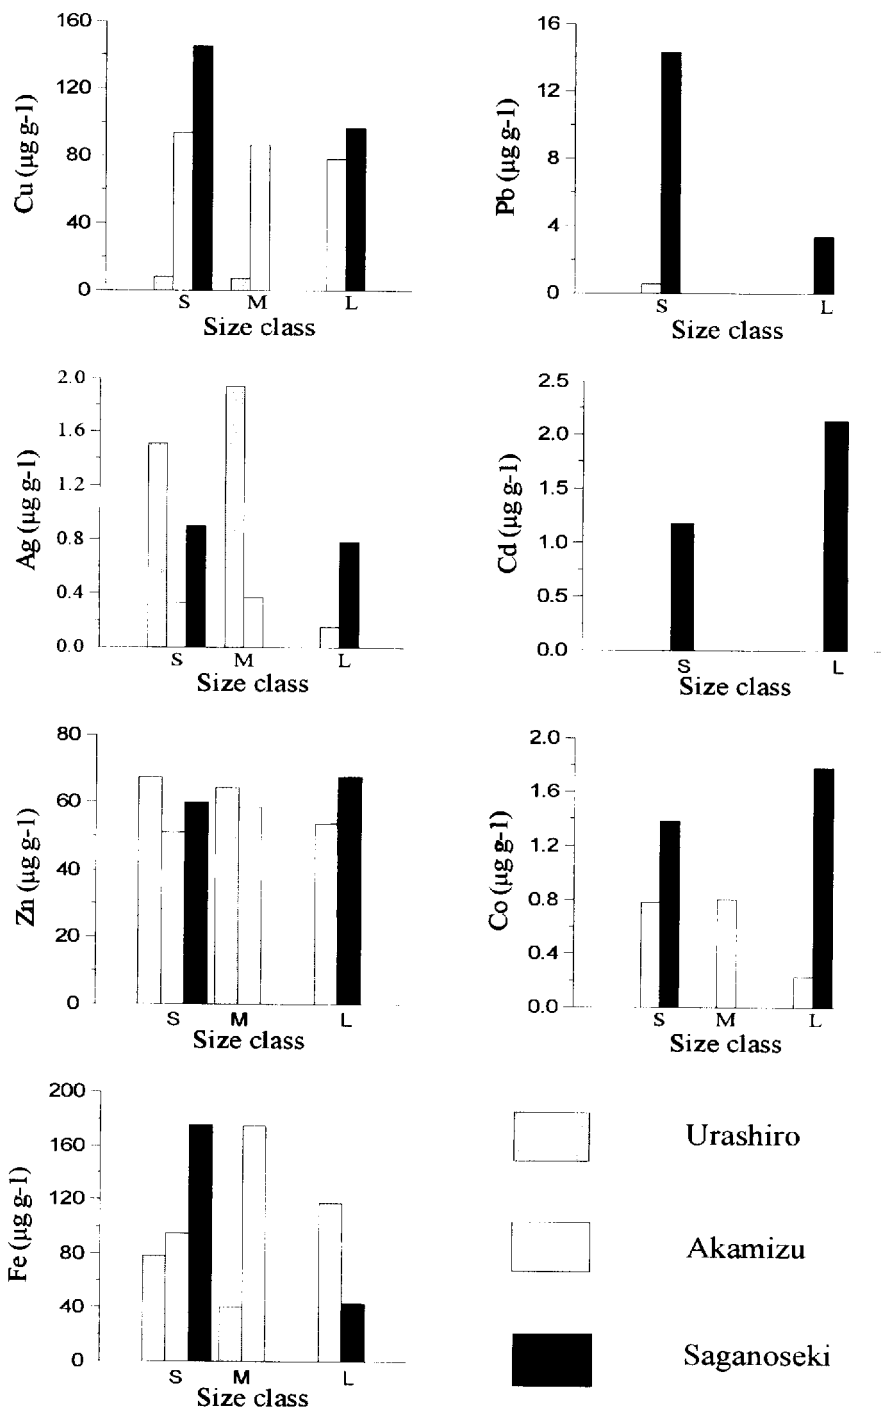 160
120
80
40
0
Cu (µg g-1)
S M L
Size class
16
12
8
4
0
Pb (µg g-1)
S L
Size class
2.0
1.6
1.2
0.8
0.4
0.0
Ag (µg g-1)
S M L
Size class
2.5
2.0
1.5
1.0
0.5
0.0
Cd (µg g-1)
S L
Size class
80
60
40
20
0
Zn (µg g-1)
S M L
Size class
2.0
1.6
1.2
0.8
0.4
0.0
Co (µg g-1)
S M L
Size class
200
160
120
80
40
0
Fe (µg g-1)
S M L
Size class
Urashiro
Akamizu
Saganoseki